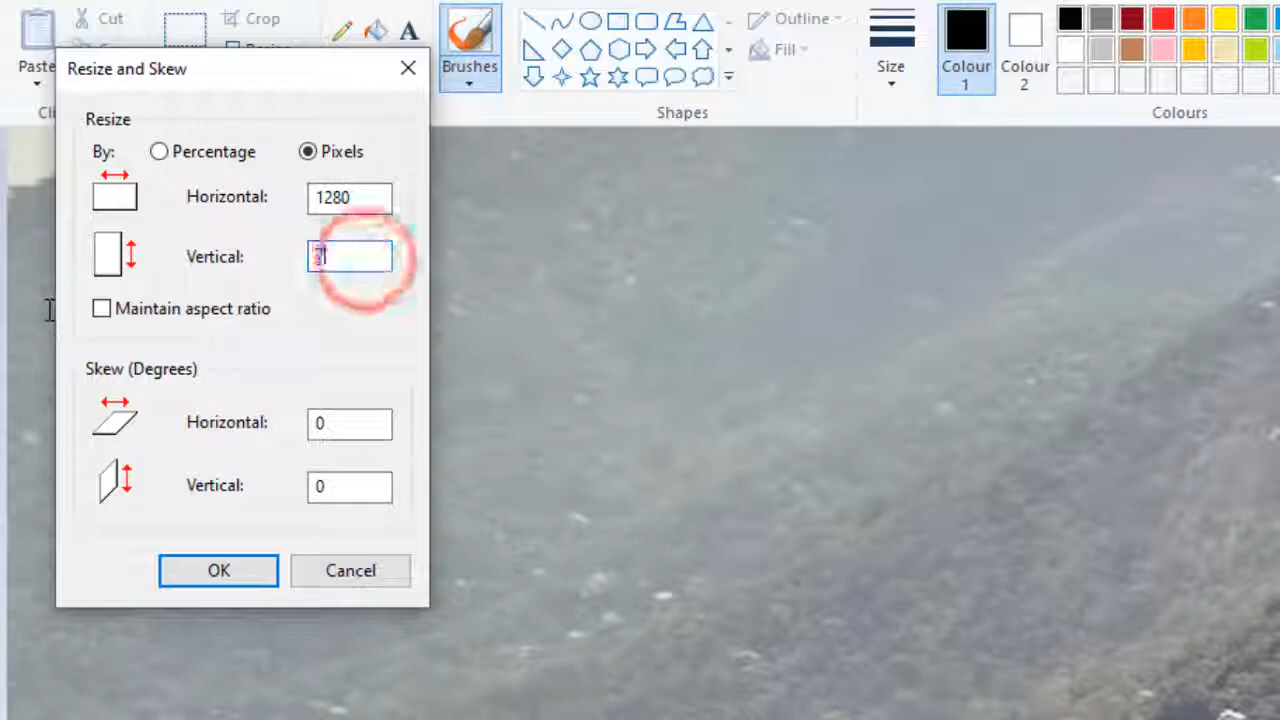 Cut
Crop
Outline
Fill
Paste
Brushes
Size
Colour 1
Colour 2
Shapes
Colours
Resize and Skew
Resize
By:
Percentage
Pixels
Horizontal:
1280
Vertical:
Maintain aspect ratio
Skew (Degrees)
Horizontal:
0
Vertical:
0
OK
Cancel